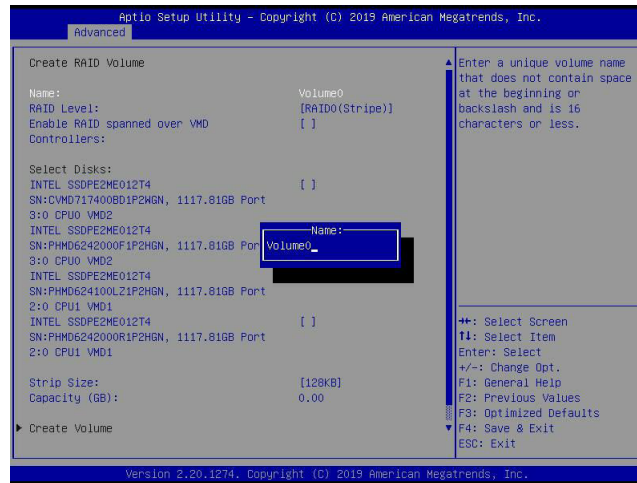 Aptio Setup Utility – Copyright (C) 2019 American Megatrends, Inc.
Advanced
Create RAID Volume
Name: Volume0
RAID Level: [RAID0(Stripe)]
Enable RAID spanned over VMD [ ]
Controllers:
Select Disks:
INTEL SSDPE2ME012T4 [ ]
SN:CVMD717400BD1P2WGN, 1117.81GB Port
3:0 CPU0 VMD2
INTEL SSDPE2ME012T4
SN:PHMD6242000F1P2HGN, 1117.81GB Por
3:0 CPU0 VMD2
INTEL SSDPE2ME012T4
SN:PHMD624100LZ1P2HGN, 1117.81GB Port
2:0 CPU1 VMD1
INTEL SSDPE2ME012T4 [ ]
SN:PHMD6242000R1P2HGN, 1117.81GB Port
2:0 CPU1 VMD1
Strip Size: [128KB]
Capacity (GB): 0.00
Create Volume
Name:
Volume0_
Enter a unique volume name
that does not contain space
at the beginning or
backslash and is 16
characters or less.
→←: Select Screen
↑↓: Select Item
Enter: Select
+/-: Change Opt.
F1: General Help
F2: Previous Values
F3: Optimized Defaults
F4: Save & Exit
ESC: Exit
Version 2.20.1274. Copyright (C) 2019 American Megatrends, Inc.